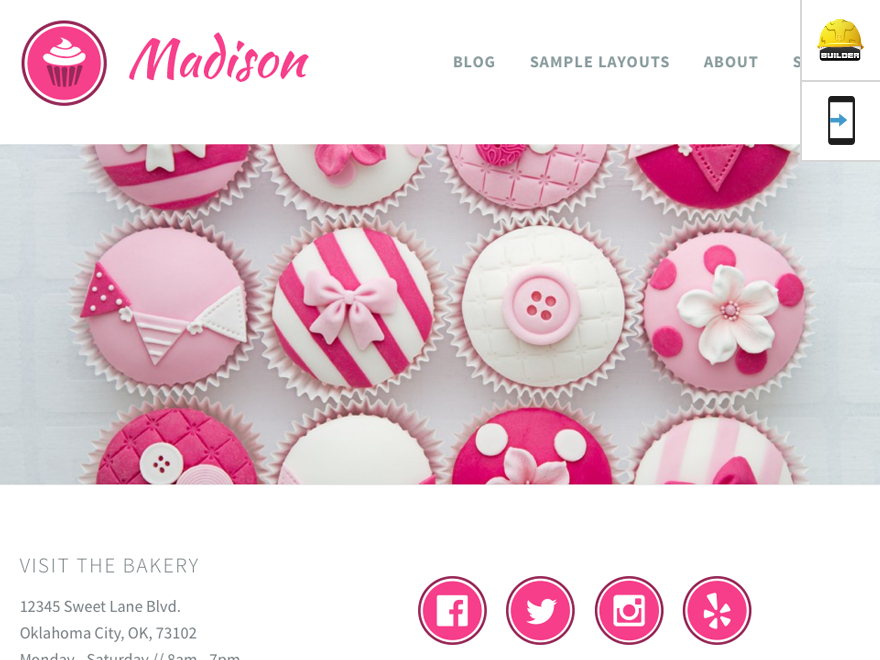 Madison
BLOG SAMPLE LAYOUTS ABOUT S
BUILDER
VISIT THE BAKERY
12345 Sweet Lane Blvd.
Oklahoma City, OK, 73102
Monday - Saturday // 8am - 7pm